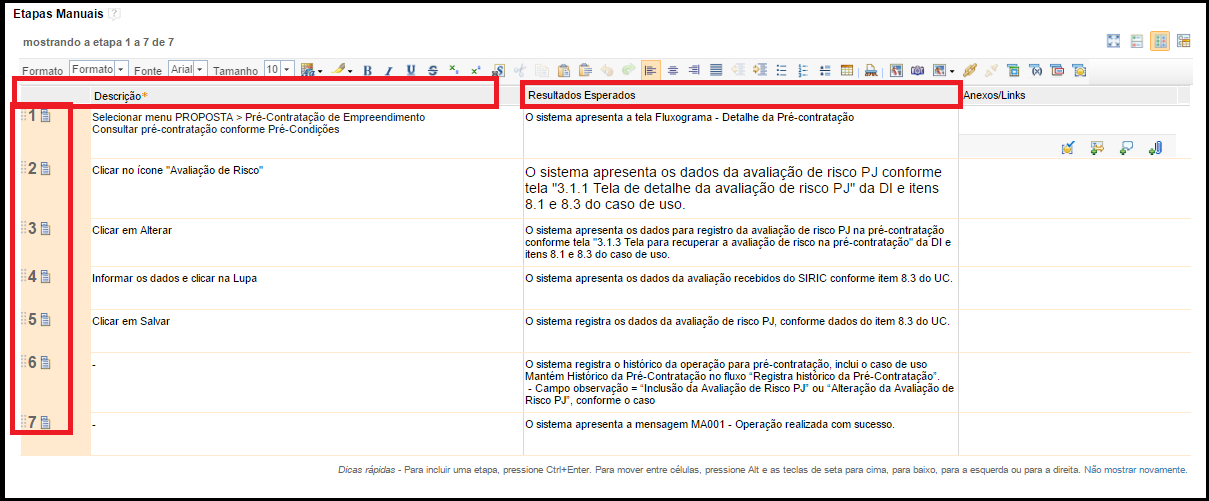 Etapas Manuais
mostrando a etapa 1 a 7 de 7
Formato Formato Fonte Arial Tamanho 10
Descrição* Resultados Esperados Anexos/Links
1 Selecionar menu PROPOSTA > Pré-Contratação de Empreendimento
Consultar pré-contratação conforme Pré-Condições
O sistema apresenta a tela Fluxograma - Detalhe da Pré-contratação
2 Clicar no ícone "Avaliação de Risco"
O sistema apresenta os dados da avaliação de risco PJ conforme
tela "3.1.1 Tela de detalhe da avaliação de risco PJ" da DI e itens
8.1 e 8.3 do caso de uso.
3 Clicar em Alterar
O sistema apresenta os dados para registro da avaliação de risco PJ na pré-contratação
conforme tela "3.1.3 Tela para recuperar a avaliação de risco na pré-contratação" da DI e
itens 8.1 e 8.3 do caso de uso.
4 Informar os dados e clicar na Lupa
O sistema apresenta os dados da avaliação recebidos do SIRIC conforme item 8.3 do UC.
5 Clicar em Salvar
O sistema registra os dados da avaliação de risco PJ, conforme dados do item 8.3 do UC.
6 -
O sistema registra o histórico da operação para pré-contratação, inclui o caso de uso
Mantém Histórico da Pré-Contratação no fluxo “Registra histórico da Pré-Contratação”.
- Campo observação = “Inclusão da Avaliação de Risco PJ” ou “Alteração da Avaliação de
Risco PJ”, conforme o caso
7 -
O sistema apresenta a mensagem MA001 - Operação realizada com sucesso.
Dicas rápidas - Para incluir uma etapa, pressione Ctrl+Enter. Para mover entre células, pressione Alt e as teclas de seta para cima, para baixo, para a esquerda ou para a direita. Não mostrar novamente.